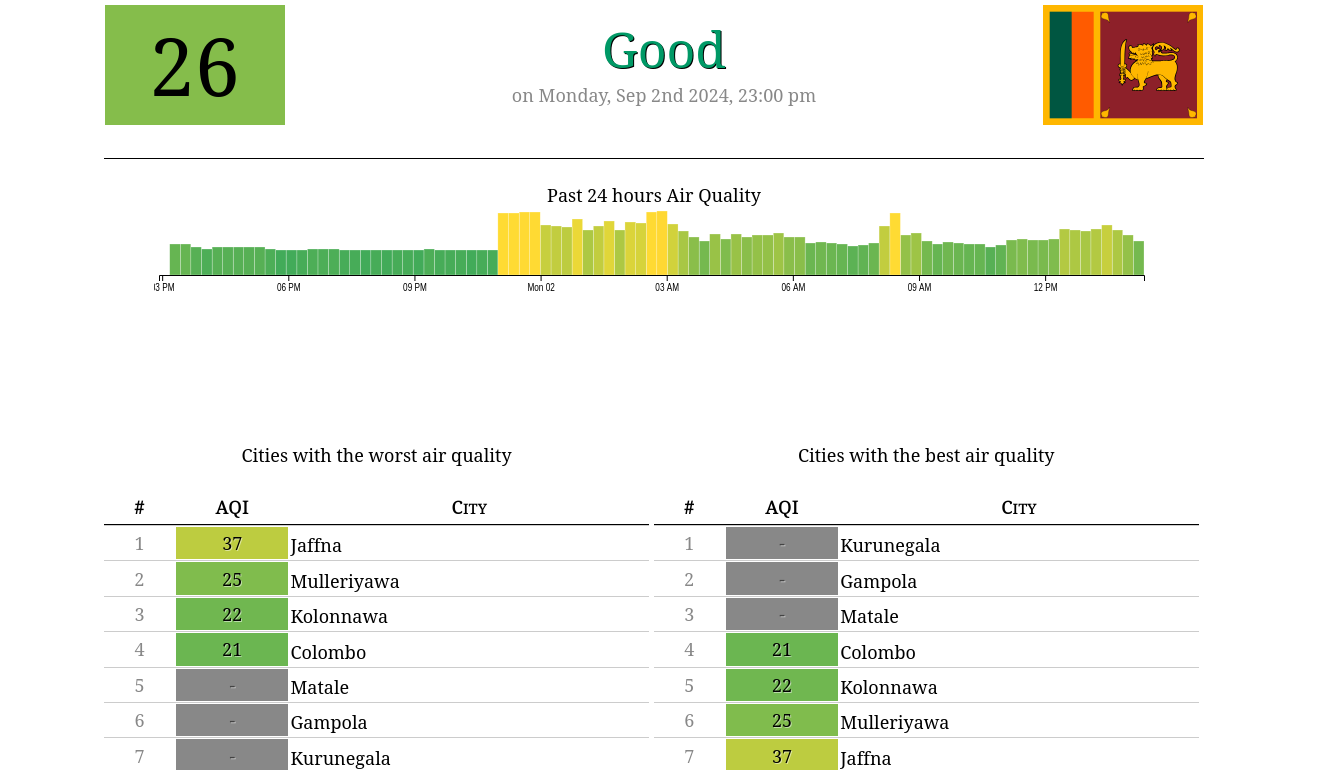 26
Good
on Monday, Sep 2nd 2024, 23:00 pm
Past 24 hours Air Quality
3 PM 06 PM 09 PM Mon 02 03 AM 06 AM 09 AM 12 PM
Cities with the worst air quality
# AQI City
1 37 Jaffna
2 25 Mulleriyawa
3 22 Kolonnawa
4 21 Colombo
5 - Matale
6 - Gampola
7 - Kurunegala
Cities with the best air quality
# AQI City
1 - Kurunegala
2 - Gampola
3 - Matale
4 21 Colombo
5 22 Kolonnawa
6 25 Mulleriyawa
7 37 Jaffna